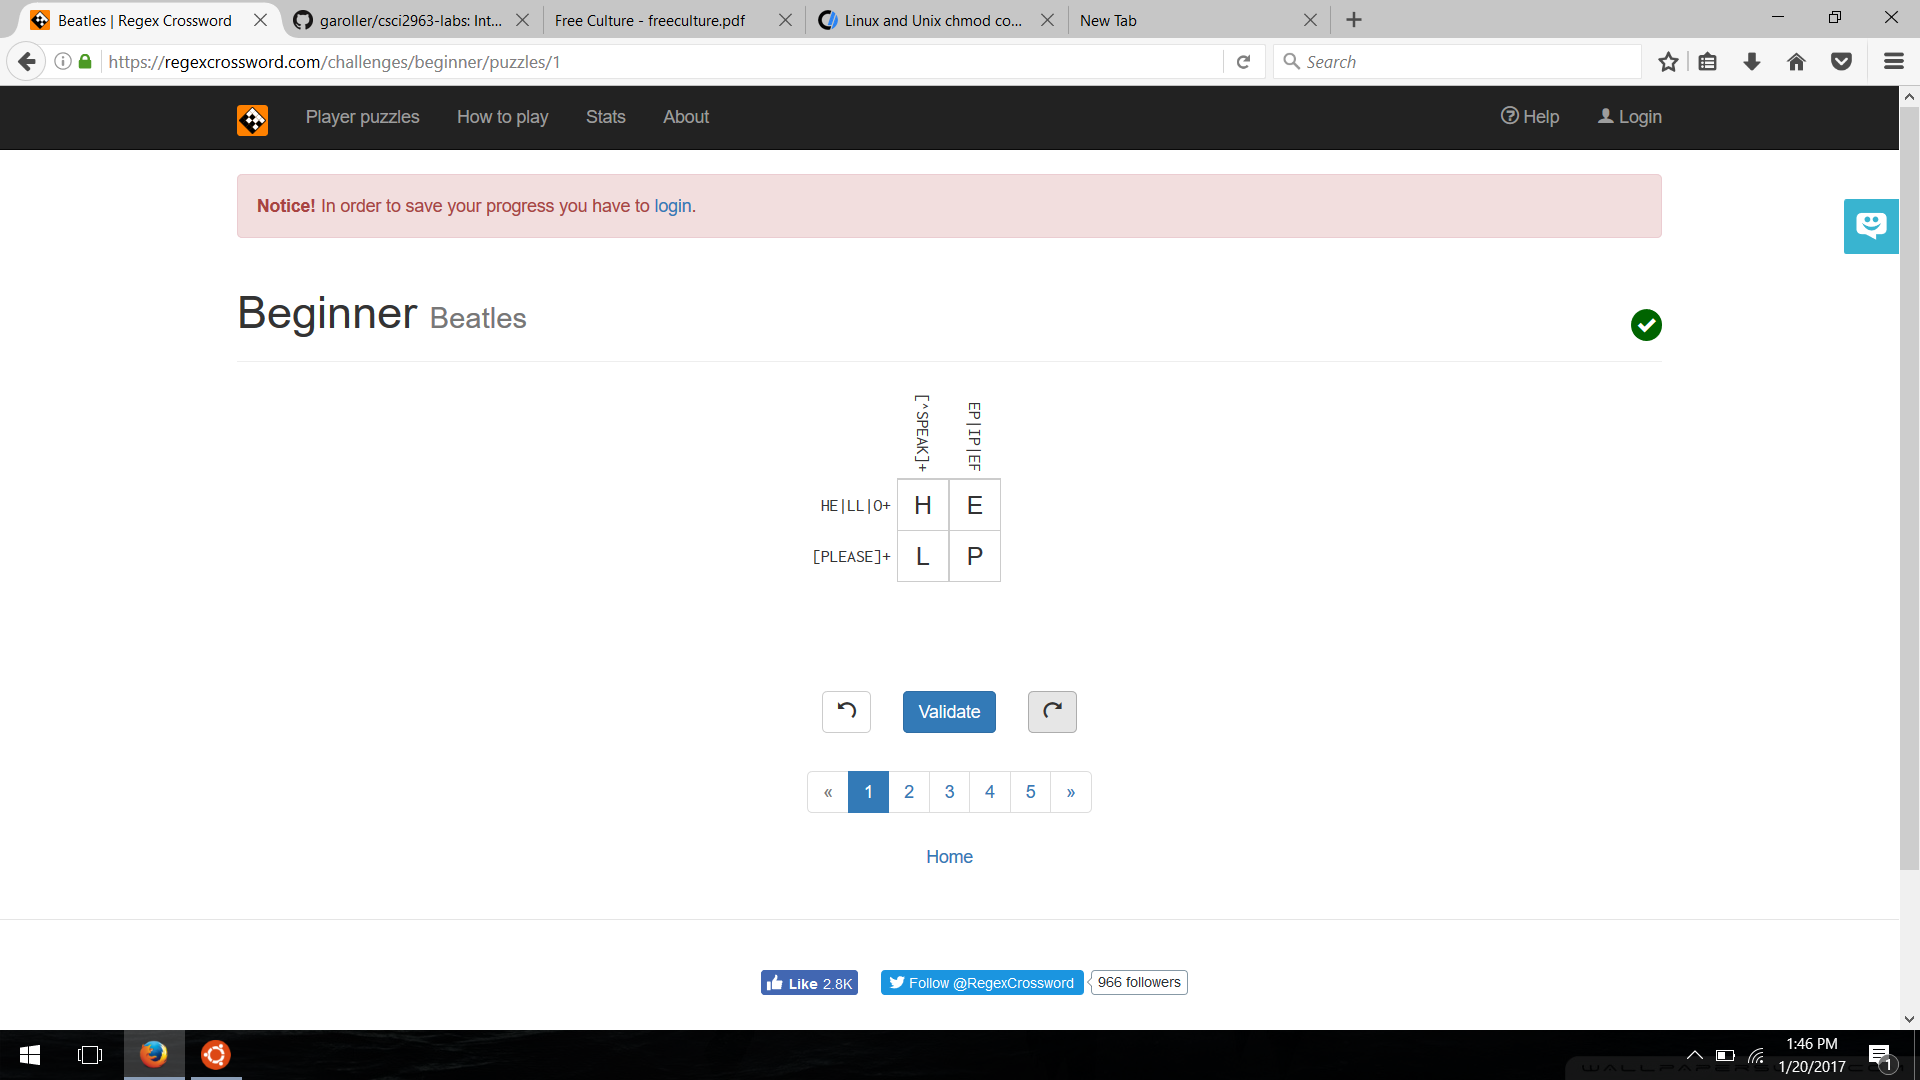 Beatles | Regex Crossword
garoller/csci2963-labs: Int...
Free Culture - freeculture.pdf
Linux and Unix chmod co...
New Tab
https://regexcrossword.com/challenges/beginner/puzzles/1
Search
Player puzzles How to play Stats About Help Login
Notice! In order to save your progress you have to login.
Beginner Beatles
[^SPEAK]+
EP|IP|EF
HE|LL|O+ H E
[PLEASE]+ L P
Validate
« 1 2 3 4 5 »
Home
Like 2.8K Follow @RegexCrossword 966 followers
1:46 PM
1/20/2017
1